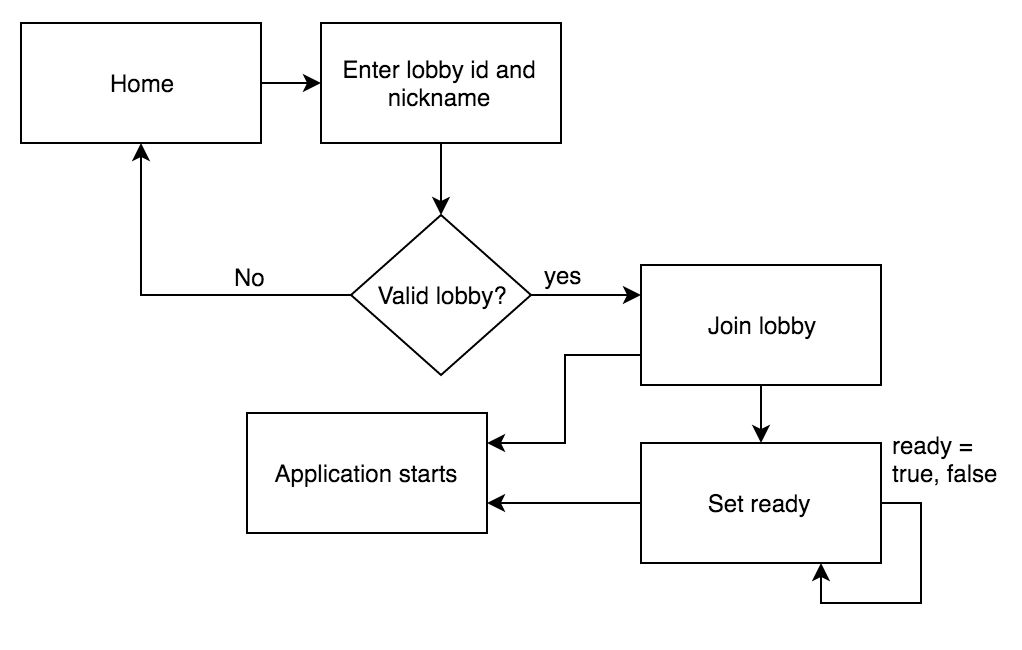 Home
Enter lobby id and
nickname
No
Valid lobby?
yes
Join lobby
Application starts
Set ready
ready =
true, false